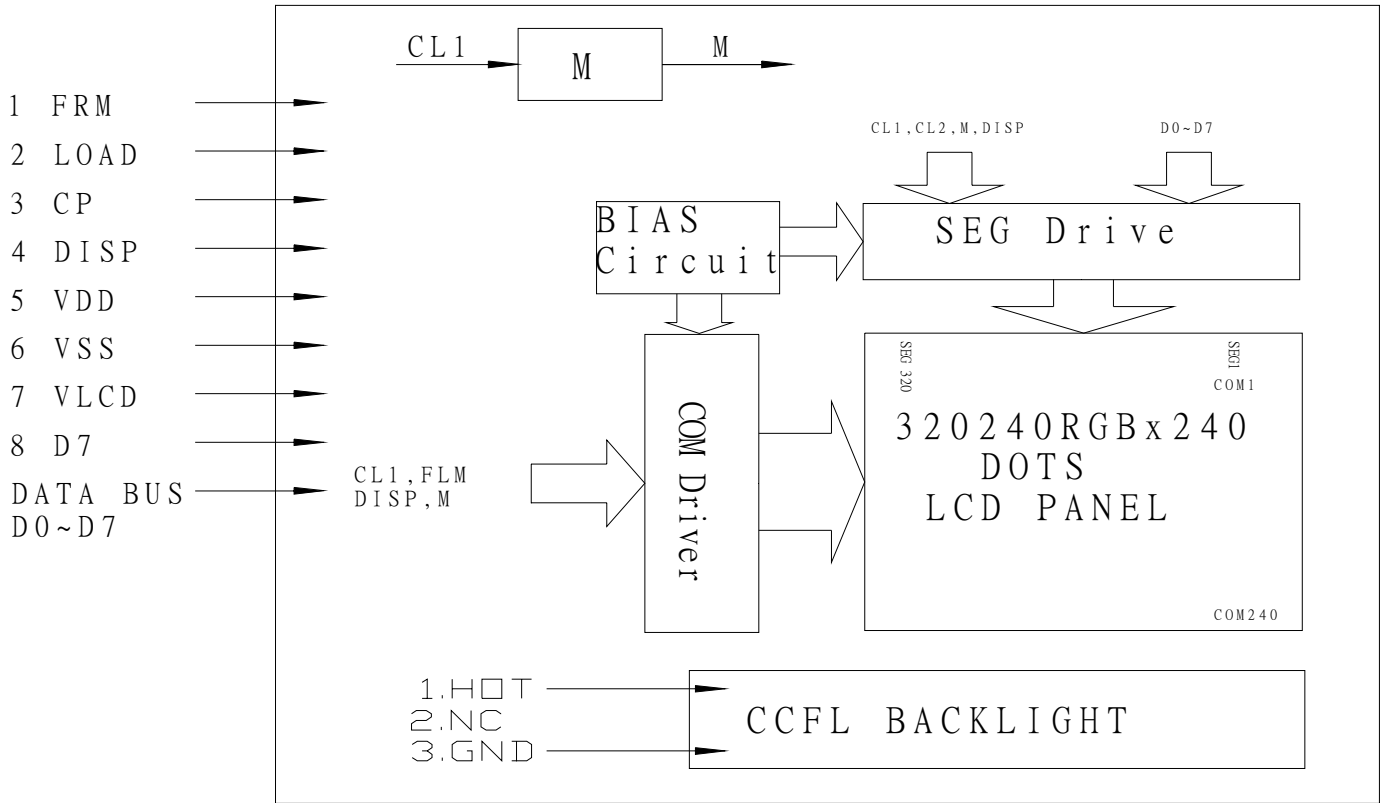 CL1
M
M
1 FRM
2 LOAD
3 CP
4 DISP
5 VDD
6 VSS
7 VLCD
8 D7
DATA BUS
D0~D7
CL1,CL2,M,DISP
D0~D7
BIAS
Circuit
SEG Drive
CL1,FLM
DISP,M
COM Driver
SEG 320
SEG1
COM1
320240RGBx240
DOTS
LCD PANEL
COM240
1.HOT
2.NC
3.GND
CCFL BACKLIGHT